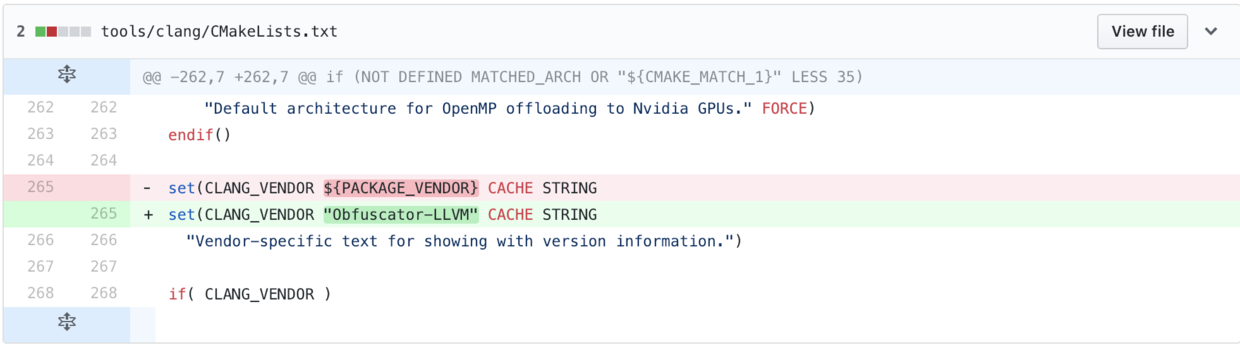 2 tools/clang/CMakeLists.txt View file
@@ -262,7 +262,7 @@ if (NOT DEFINED MATCHED_ARCH OR "${CMAKE_MATCH_1}" LESS 35)
262 262 "Default architecture for OpenMP offloading to Nvidia GPUs." FORCE)
263 263 endif()
264 264
265 - set(CLANG_VENDOR ${PACKAGE_VENDOR} CACHE STRING
265 + set(CLANG_VENDOR "Obfuscator-LLVM" CACHE STRING
266 266 "Vendor-specific text for showing with version information.")
267 267
268 268 if( CLANG_VENDOR )